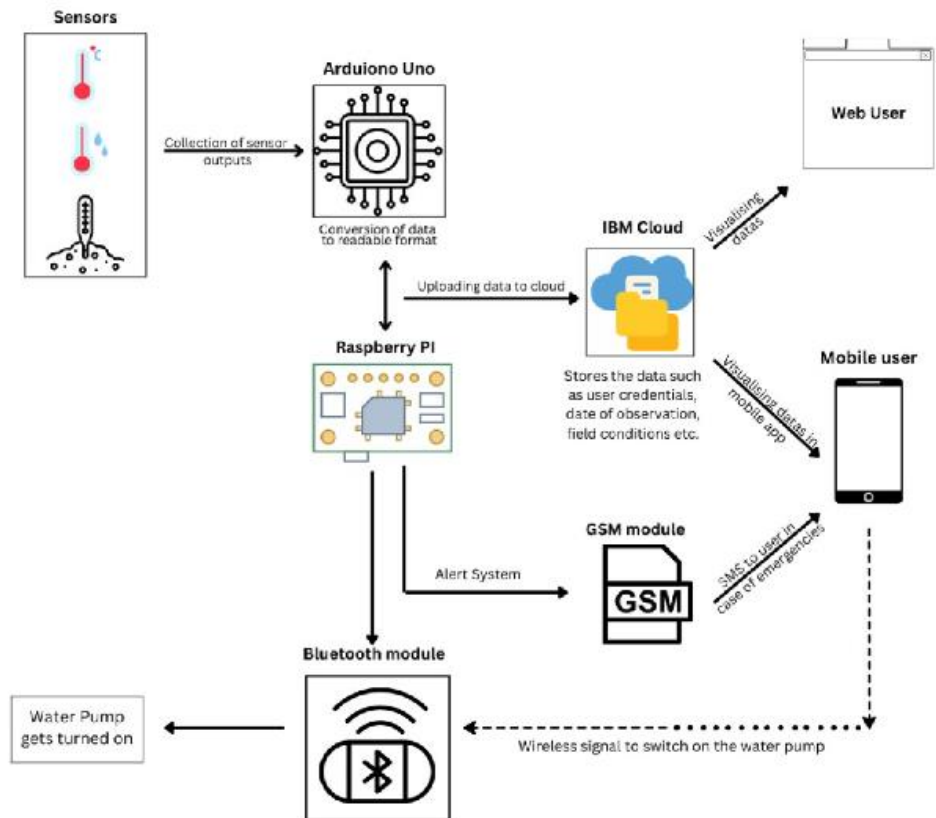 Sensors
°C
Arduiono Uno
Collection of sensor
outputs
Conversion of data
to readable format
Web User
Visualising
datas
IBM Cloud
Uploading data to cloud
Stores the data such
as user credentials,
date of observation,
field conditions etc.
Raspberry PI
Mobile user
Visualising datas in
mobile app
GSM module
GSM
Alert System
SMS to user in
case of emergencies
Bluetooth module
Water Pump
gets turned on
Wireless signal to switch on the water pump